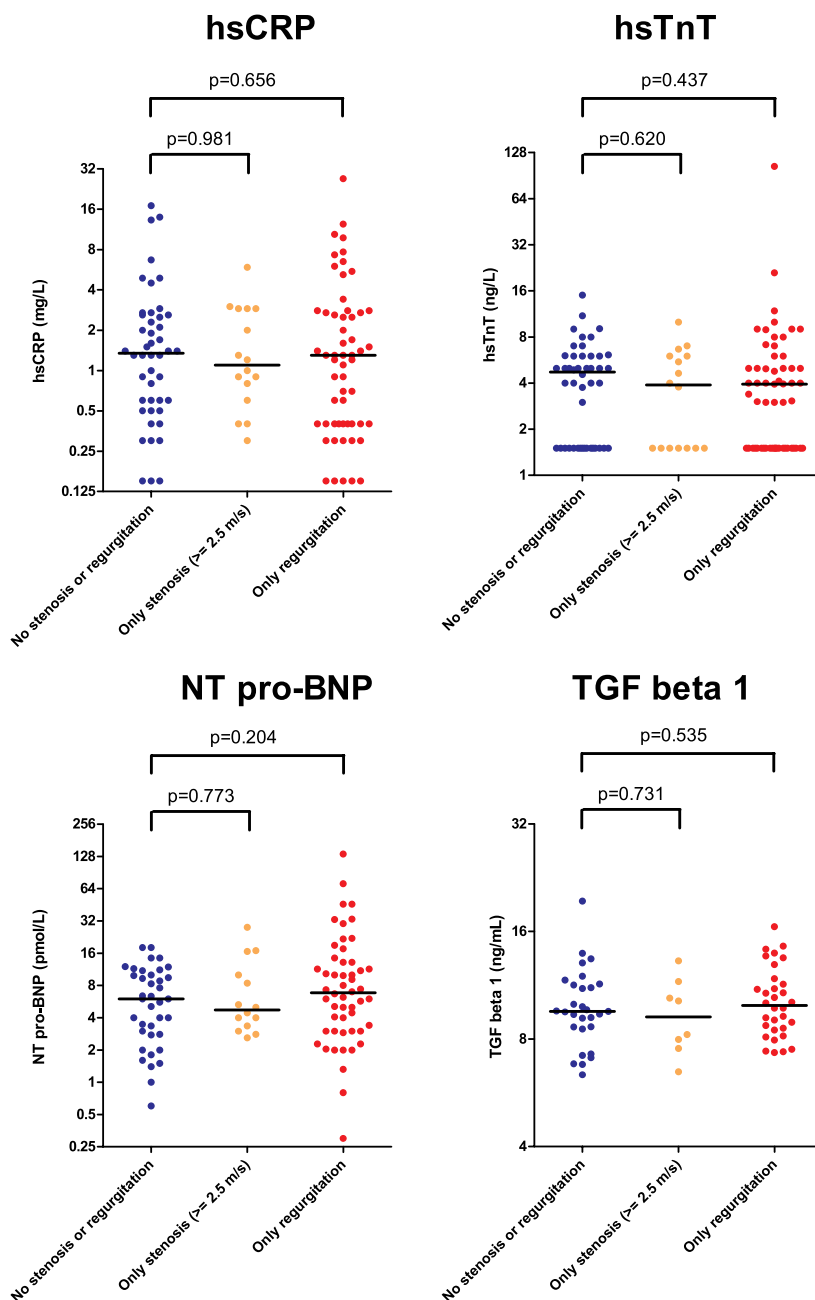 hsCRP
p=0.656
p=0.981
32
16
8
4
2
1
0.5
0.25
0.125
hsCRP (mg/L)
No stenosis or regurgitation
Only stenosis (>= 2.5 m/s)
Only regurgitation
hsTnT
p=0.437
p=0.620
128
64
32
16
8
4
2
1
hsTnT (ng/L)
No stenosis or regurgitation
Only stenosis (>= 2.5 m/s)
Only regurgitation
NT pro-BNP
p=0.204
p=0.773
256
128
64
32
16
8
4
2
1
0.5
0.25
NT pro-BNP (pmol/L)
No stenosis or regurgitation
Only stenosis (>= 2.5 m/s)
Only regurgitation
TGF beta 1
p=0.535
p=0.731
32
16
8
4
TGF beta 1 (ng/mL)
No stenosis or regurgitation
Only stenosis (>= 2.5 m/s)
Only regurgitation